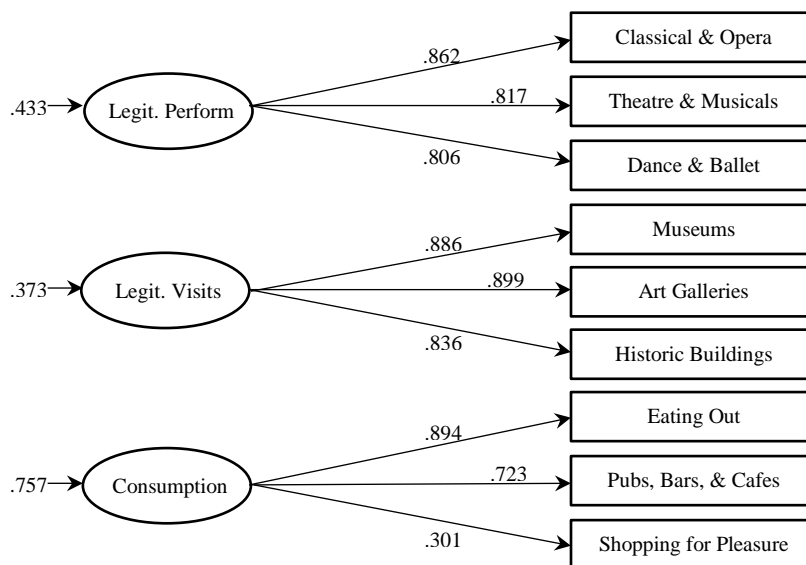 Classical & Opera
.862
.433
Legit. Perform
.817
Theatre & Musicals
.806
Dance & Ballet
Museums
.886
.373
Legit. Visits
.899
Art Galleries
.836
Historic Buildings
Eating Out
.894
.757
Consumption
.723
Pubs, Bars, & Cafes
.301
Shopping for Pleasure